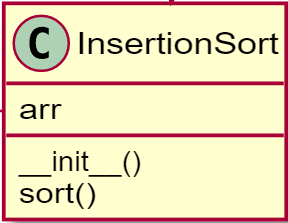 C InsertionSort
arr
__init__()
sort()